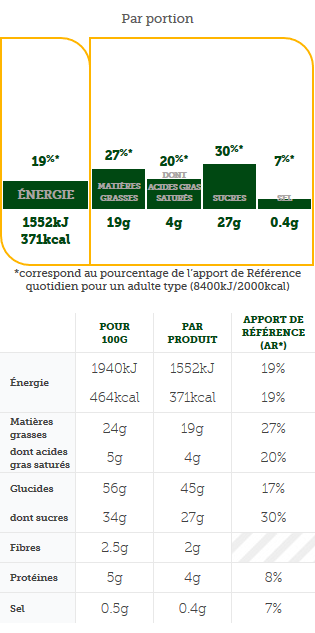 Par portion
19%* 27%* 20%* 30%* 7%*
ÉNERGIE MATIÈRES GRASSES DONT ACIDES GRAS SATURÉS SUCRES SEL
1552kJ 19g 4g 27g 0.4g
371kcal
*correspond au pourcentage de l'apport de Référence
quotidien pour un adulte type (8400kJ/2000kcal)
POUR 100G PAR PRODUIT APPORT DE RÉFÉRENCE (AR*)
Énergie 1940kJ 1552kJ 19%
464kcal 371kcal 19%
Matières grasses 24g 19g 27%
dont acides gras saturés 5g 4g 20%
Glucides 56g 45g 17%
dont sucres 34g 27g 30%
Fibres 2.5g 2g
Protéines 5g 4g 8%
Sel 0.5g 0.4g 7%